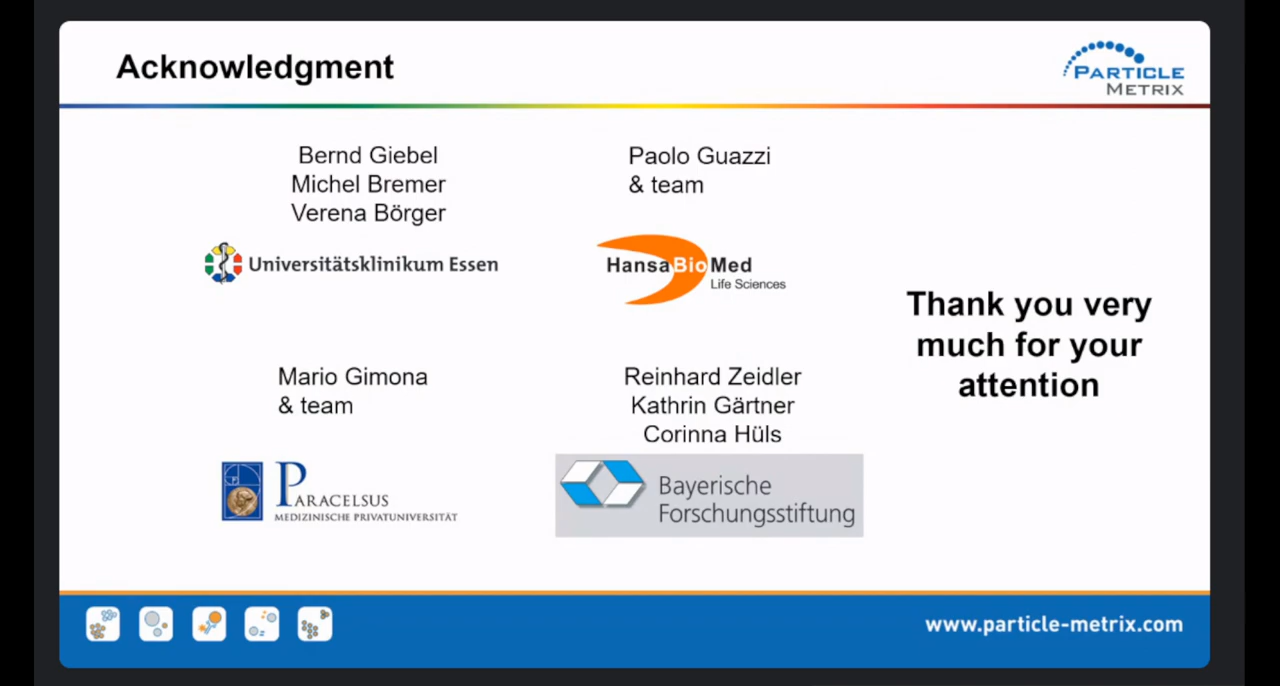 Acknowledgment
PARTICLE
METRIX
Bernd Giebel
Michel Bremer
Verena Börger
Universitätsklinikum Essen
Paolo Guazzi
& team
HansaBioMed
Life Sciences
Mario Gimona
& team
P
PARACELSUS
MEDIZINISCHE PRIVATUNIVERSITÄT
Reinhard Zeidler
Kathrin Gärtner
Corinna Hüls
Bayerische
Forschungsstiftung
Thank you very
much for your
attention
www.particle-metrix.com